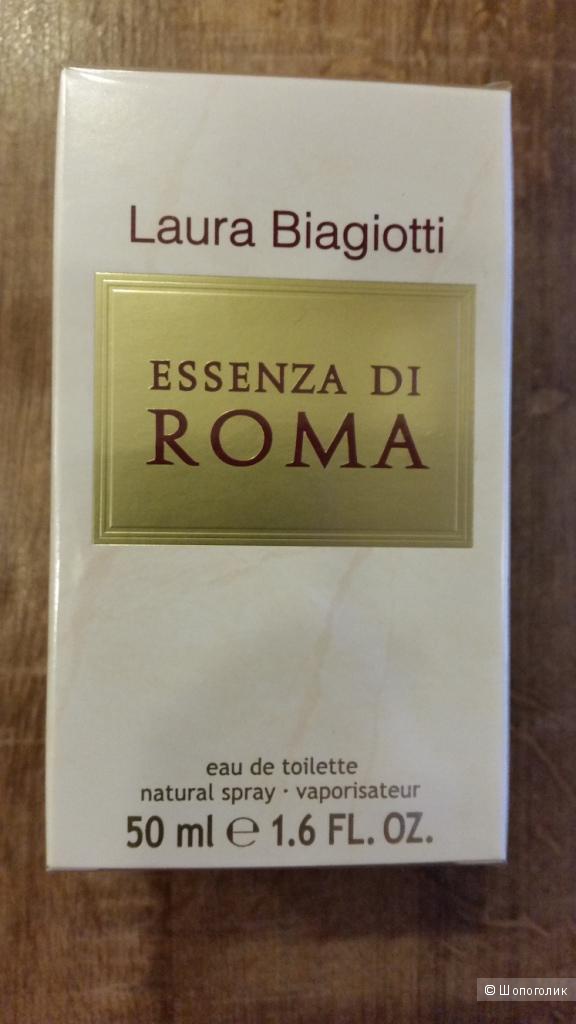 Laura Biagiotti
ESSENZA DI
ROMA
eau de toilette
natural spray · vaporisateur
50 ml ℮ 1.6 FL. OZ.
© Шопоголик